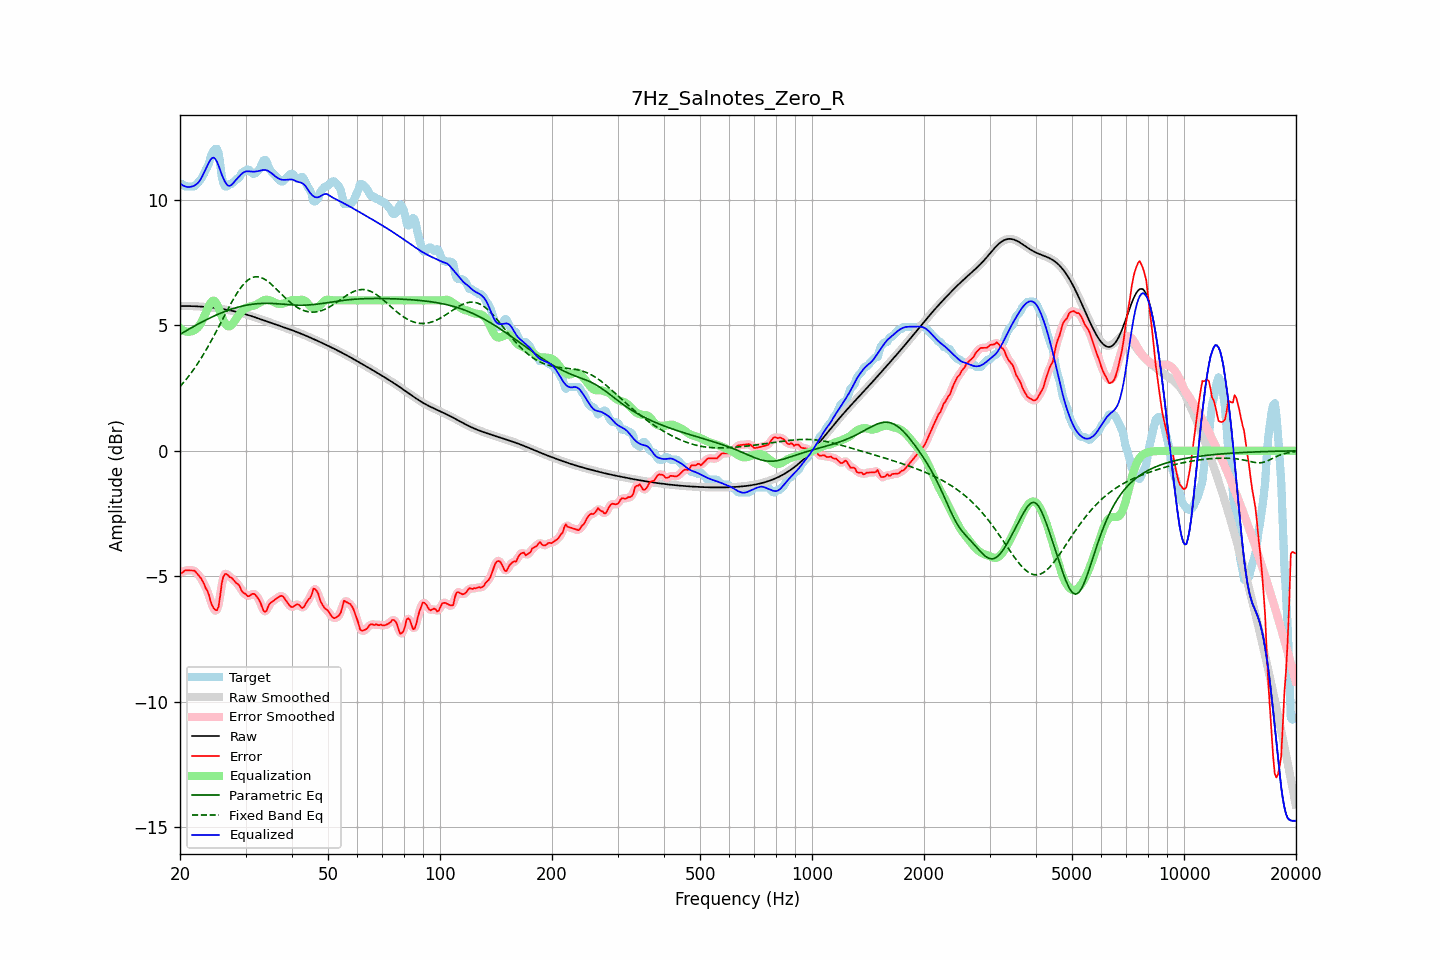 7Hz_Salnotes_Zero_R
Amplitude (dBr)
10
5
0
−5
−10
−15
Target
Raw Smoothed
Error Smoothed
Raw
Error
Equalization
Parametric Eq
Fixed Band Eq
Equalized
20 50 100 200 500 1000 2000 5000 10000 20000
Frequency (Hz)